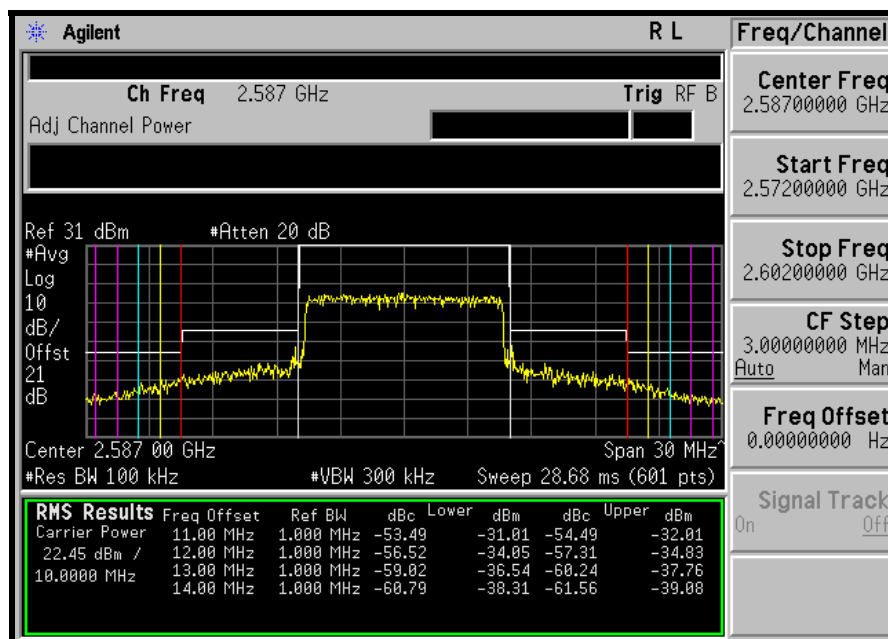 Agilent R L
Ch Freq 2.587 GHz Trig RF B
Adj Channel Power
Ref 31 dBm #Atten 20 dB
#Avg
Log
10
dB/
Offst
21
dB
Center 2.587 00 GHz Span 30 MHz^
#Res BW 100 kHz #VBW 300 kHz Sweep 28.68 ms (601 pts)
RMS Results Freq Offset Ref BW dBc Lower dBm dBc Upper dBm
Carrier Power 11.00 MHz 1.000 MHz -53.49 -31.01 -54.49 -32.01
22.45 dBm / 12.00 MHz 1.000 MHz -56.52 -34.05 -57.31 -34.83
10.0000 MHz 13.00 MHz 1.000 MHz -59.02 -36.54 -60.24 -37.76
14.00 MHz 1.000 MHz -60.79 -38.31 -61.56 -39.08
Freq/Channel
Center Freq
2.58700000 GHz
Start Freq
2.57200000 GHz
Stop Freq
2.60200000 GHz
CF Step
3.00000000 MHz
Auto Man
Freq Offset
0.00000000 Hz
Signal Track
On Off